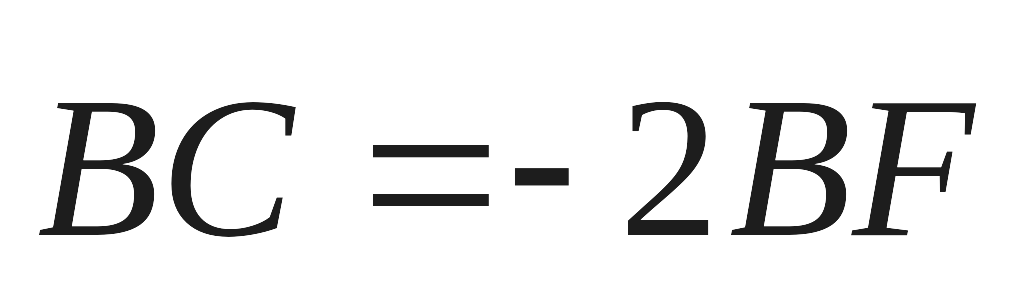 BC =- 2BF